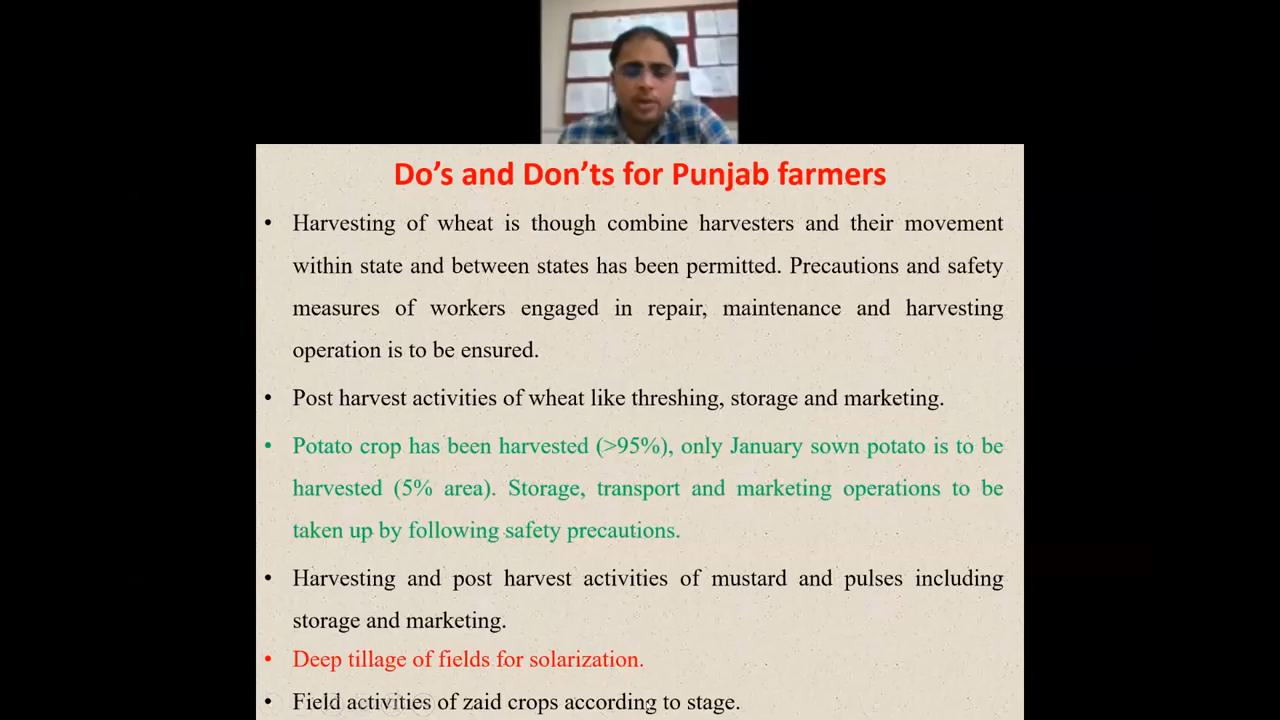 Do's and Don'ts for Punjab farmers
• Harvesting of wheat is though combine harvesters and their movement
within state and between states has been permitted. Precautions and safety
measures of workers engaged in repair, maintenance and harvesting
operation is to be ensured.
• Post harvest activities of wheat like threshing, storage and marketing.
• Potato crop has been harvested (>95%), only January sown potato is to be
harvested (5% area). Storage, transport and marketing operations to be
taken up by following safety precautions.
• Harvesting and post harvest activities of mustard and pulses including
storage and marketing.
• Deep tillage of fields for solarization.
• Field activities of zaid crops according to stage.